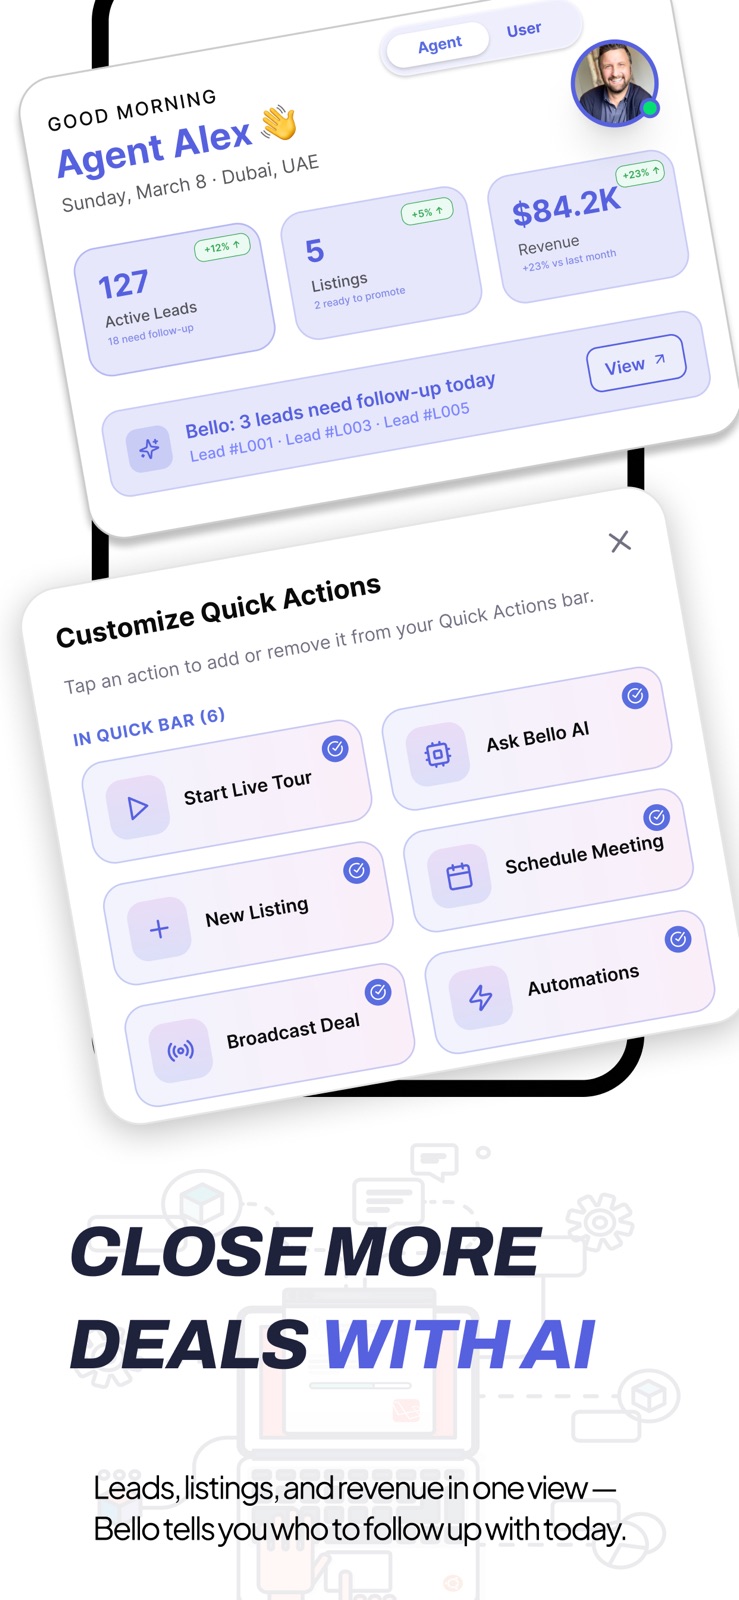 Agent
User
GOOD MORNING
Agent Alex 👋
Sunday, March 8 · Dubai, UAE
+12% ↑
127
Active Leads
18 need follow-up
+5% ↑
5
Listings
2 ready to promote
+23% ↑
$84.2K
Revenue
+23% vs last month
Bello: 3 leads need follow-up today
Lead #L001 · Lead #L003 · Lead #L005
View
Customize Quick Actions
Tap an action to add or remove it from your Quick Actions bar.
IN QUICK BAR (6)
Start Live Tour
Ask Bello AI
New Listing
Schedule Meeting
Broadcast Deal
Automations
CLOSE MORE
DEALS WITH AI
Leads, listings, and revenue in one view —
Bello tells you who to follow up with today.